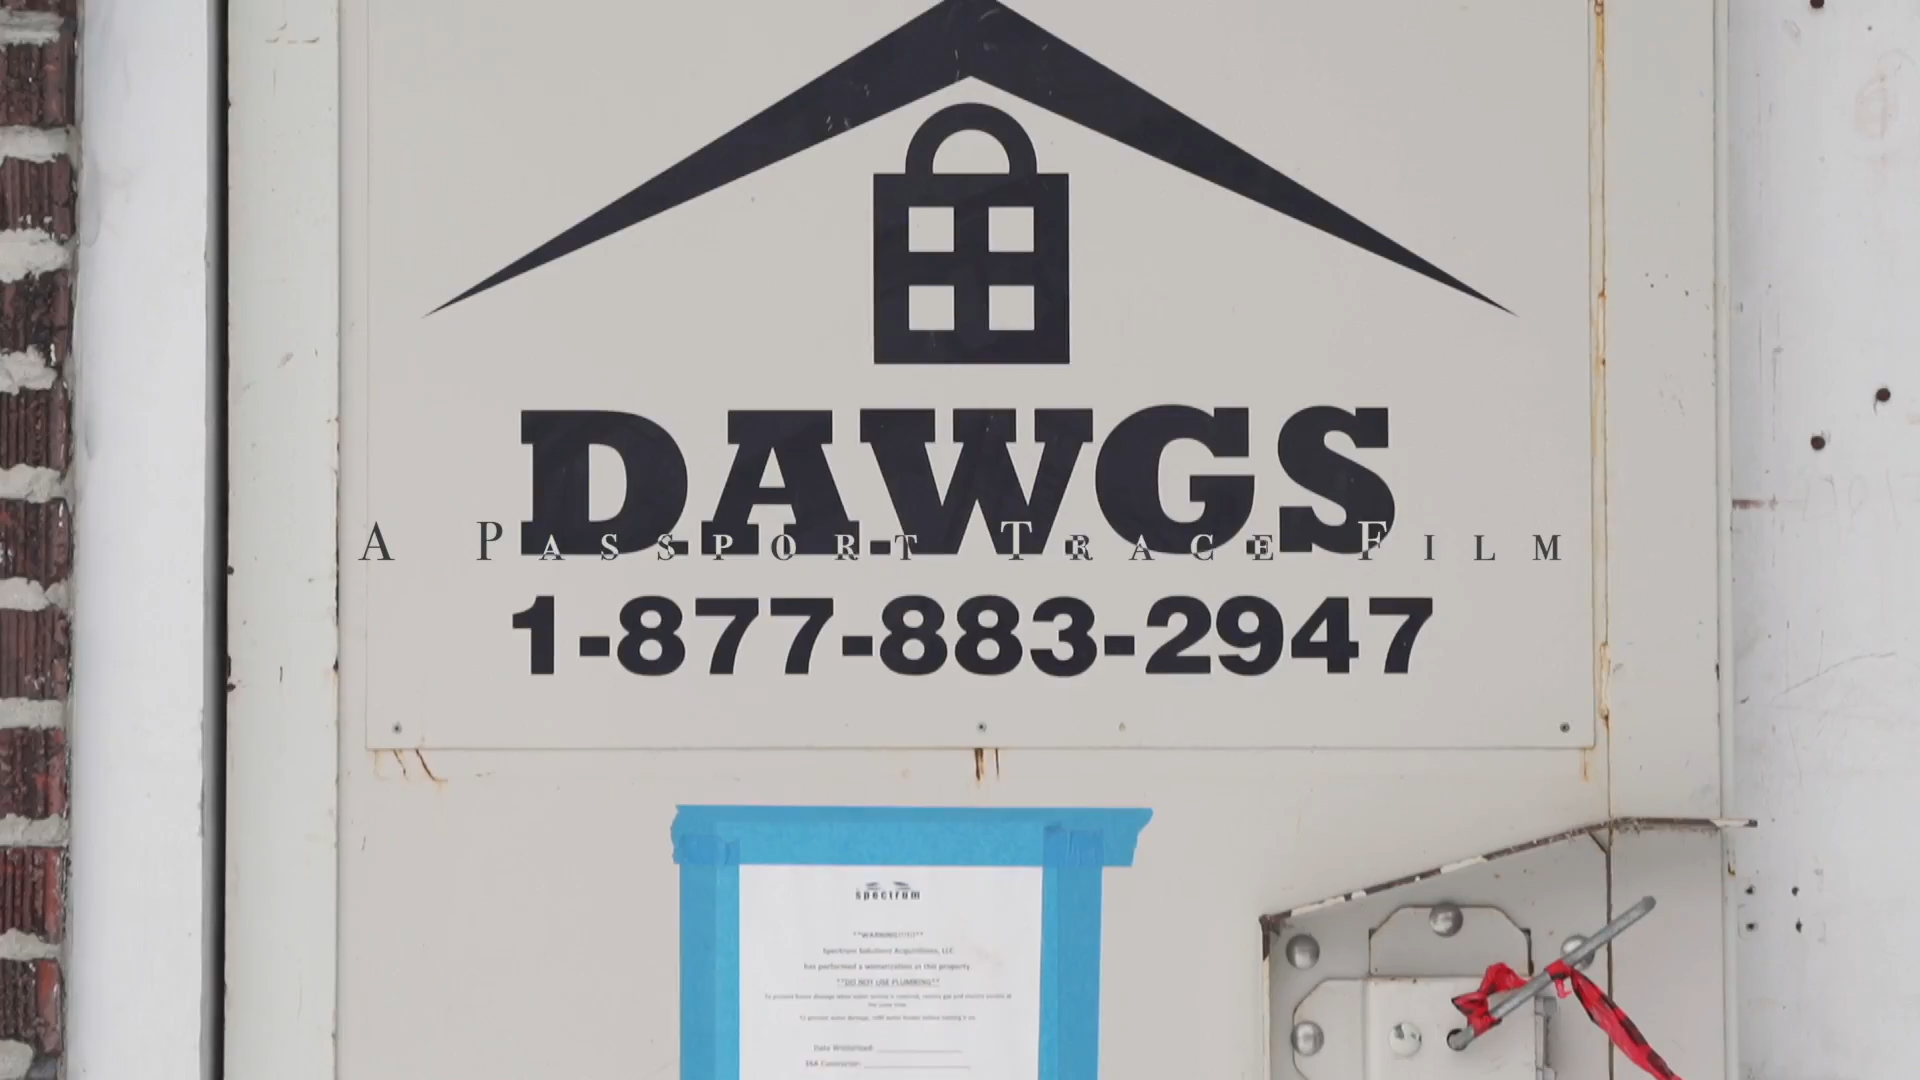 DAWGS
A Passport Trace Film
1-877-883-2947
spectrum
Spectrum Solutions Acquisitions, LLC
has performed a winterization at this property
**DO NOT USE PLUMBING**
Date Winterized: